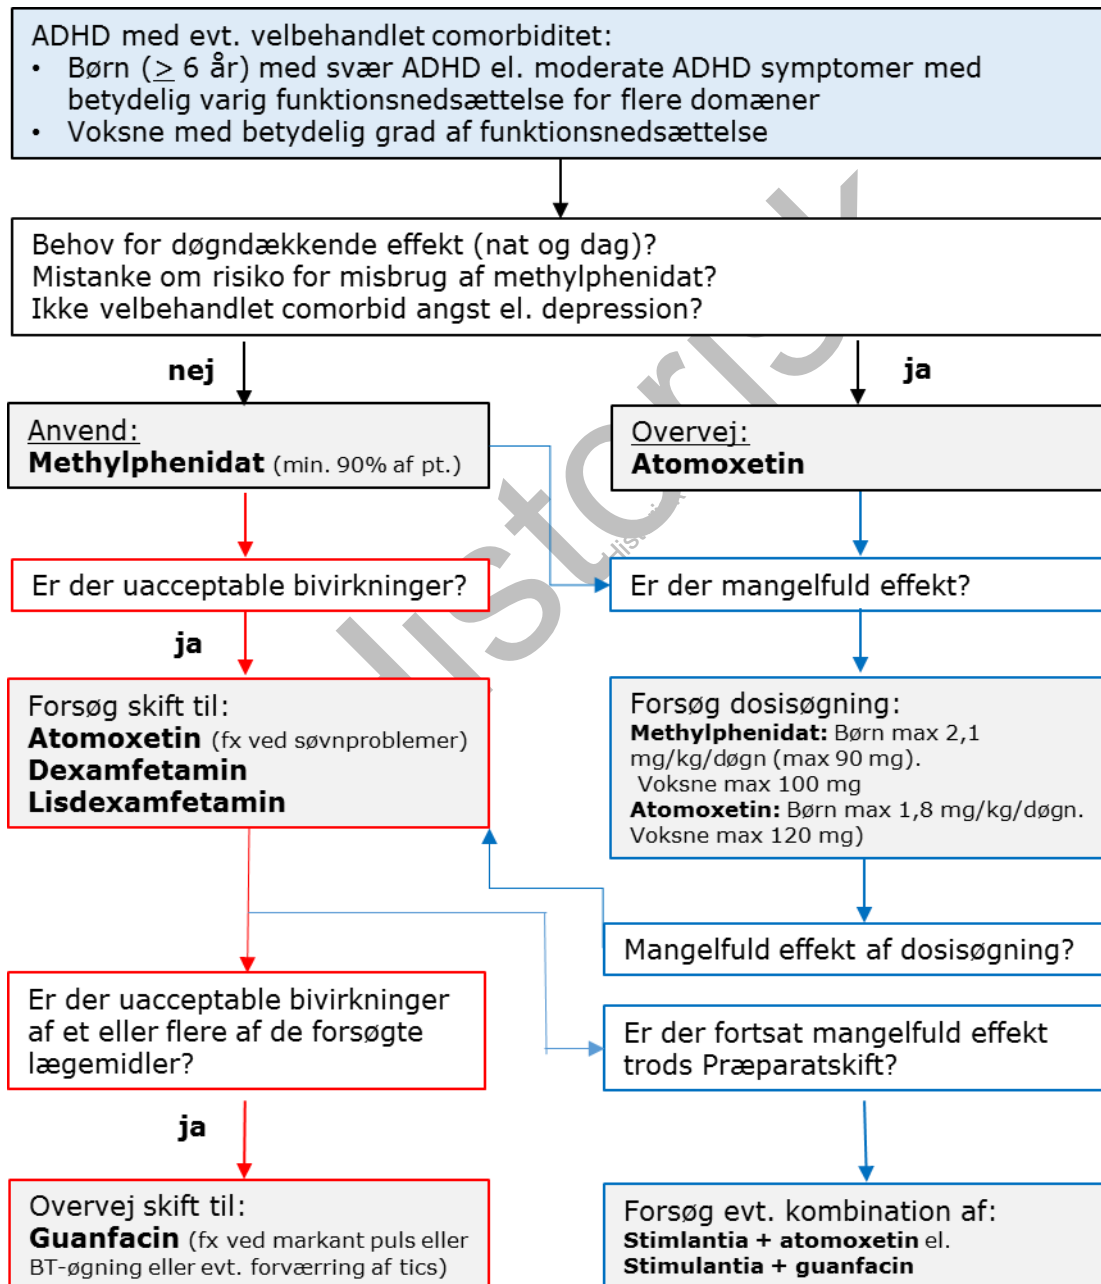 ADHD med evt. velbehandlet comorbiditet:
• Børn (≥ 6 år) med svær ADHD el. moderate ADHD symptomer med
betydelig varig funktionsnedsættelse for flere domæner
• Voksne med betydelig grad af funktionsnedsættelse
Behov for døgndækkende effekt (nat og dag)?
Mistanke om risiko for misbrug af methylphenidat?
Ikke velbehandlet comorbid angst el. depression?
nej
ja
Anvend:
Methylphenidat (min. 90% af pt.)
Overvej:
Atomoxetin
Er der uacceptable bivirkninger?
Er der mangelfuld effekt?
ja
Forsøg skift til:
Atomoxetin (fx ved søvnproblemer)
Dexamfetamin
Lisdexamfetamin
Forsøg dosisøgning:
Methylphenidat: Børn max 2,1
mg/kg/døgn (max 90 mg).
Voksne max 100 mg
Atomoxetin: Børn max 1,8 mg/kg/døgn.
Voksne max 120 mg)
Mangelfuld effekt af dosisøgning?
Er der uacceptable bivirkninger
af et eller flere af de forsøgte
lægemidler?
Er der fortsat mangelfuld effekt
trods Præparatskift?
ja
Overvej skift til:
Guanfacin (fx ved markant puls eller
BT-øgning eller evt. forværring af tics)
Forsøg evt. kombination af:
Stimlantia + atomoxetin el.
Stimulantia + guanfacin